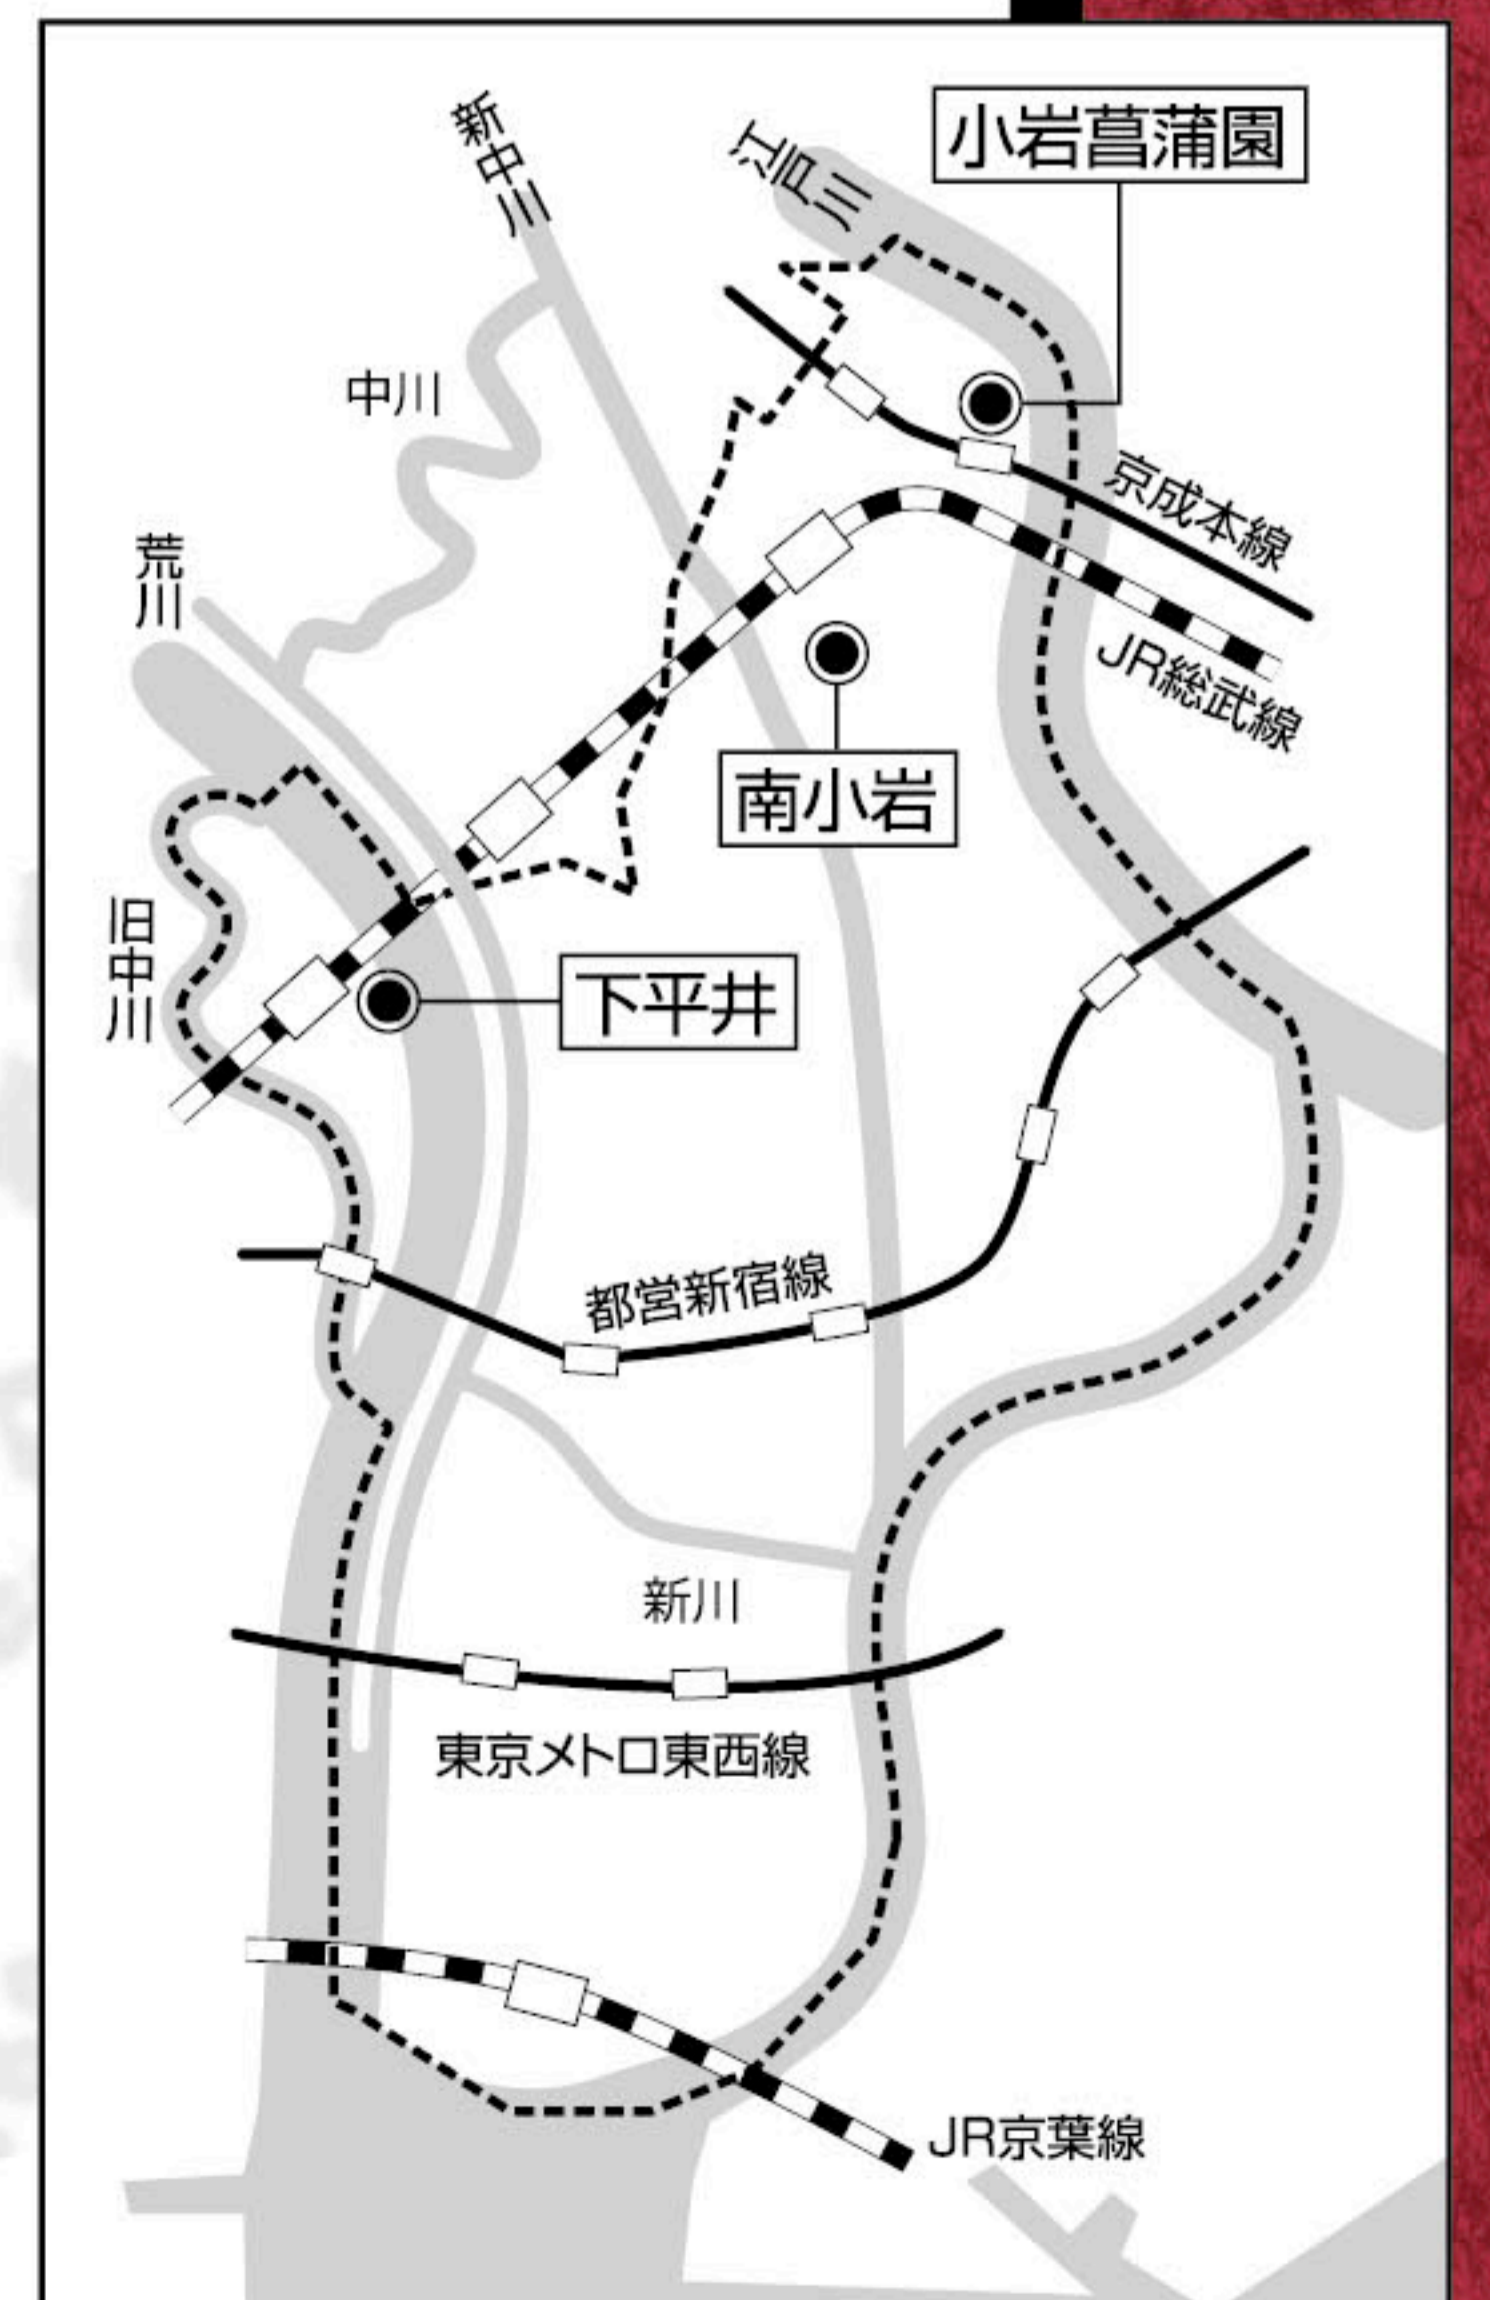 小岩菖蒲園
新中川
江戸川
中川
京成本線
荒川
JR総武線
南小岩
旧中川
下平井
都営新宿線
新川
東京メトロ東西線
JR京葉線